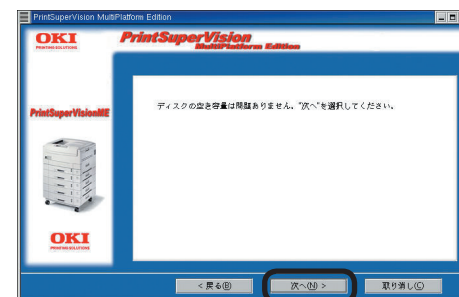 PrintSuperVision MultiPlatform Edition
OKI
PRINTING SOLUTIONS
PrintSuperVision
MultiPlatform Edition
ディスクの空き容量は問題ありません。"次へ"を選択してください。
PrintSuperVisionME
OKI
PRINTING SOLUTIONS
< 戻る(B)
次へ(N) >
取り消し(C)